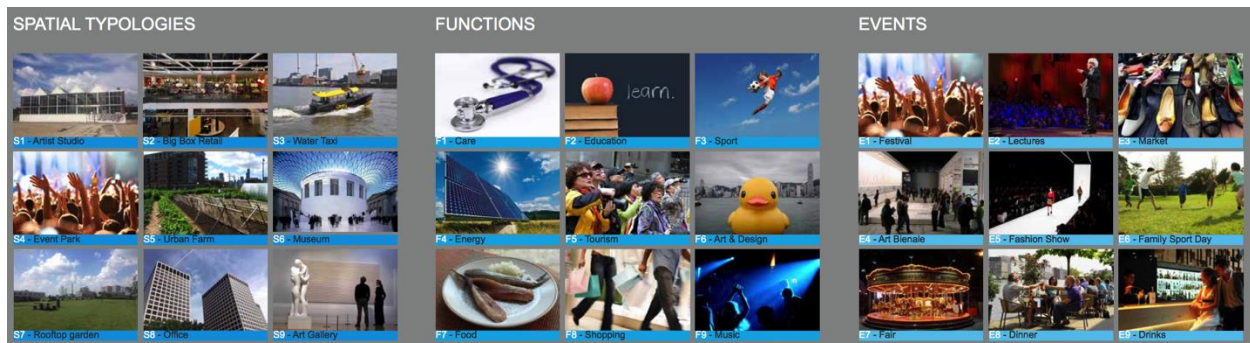 SPATIAL TYPOLOGIES
FUNCTIONS
EVENTS
S1 - Artist Studio
S2 - Big Box Retail
S3 - Water Taxi
F1 - Care
learn.
F2 - Education
F3 - Sport
E1 - Festival
E2 - Lectures
E3 - Market
S4 - Event Park
S5 - Urban Farm
S6 - Museum
F4 - Energy
F5 - Tourism
F6 - Art & Design
E4 - Art Bienale
E5 - Fashion Show
E6 - Family Sport Day
S7 - Rooftop garden
S8 - Office
S9 - Art Gallery
F7 - Food
F8 - Shopping
F9 - Music
E7 - Fair
E8 - Dinner
E9 - Drinks